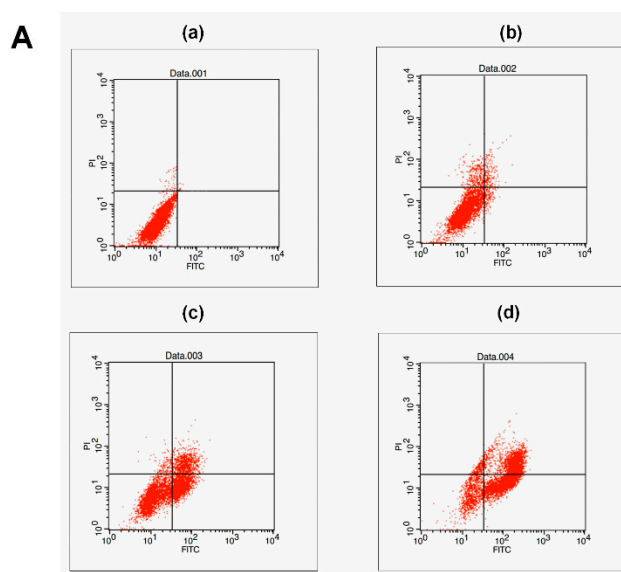 A
(a)
(b)
Data.001
PI
10⁴
10³
10²
10¹
10⁰
10⁰ 10¹ 10² 10³ 10⁴
FITC
Data.002
PI
10⁴
10³
10²
10¹
10⁰
10⁰ 10¹ 10² 10³ 10⁴
FITC
(c)
(d)
Data.003
PI
10⁴
10³
10²
10¹
10⁰
10⁰ 10¹ 10² 10³ 10⁴
FITC
Data.004
PI
10⁴
10³
10²
10¹
10⁰
10⁰ 10¹ 10² 10³ 10⁴
FITC